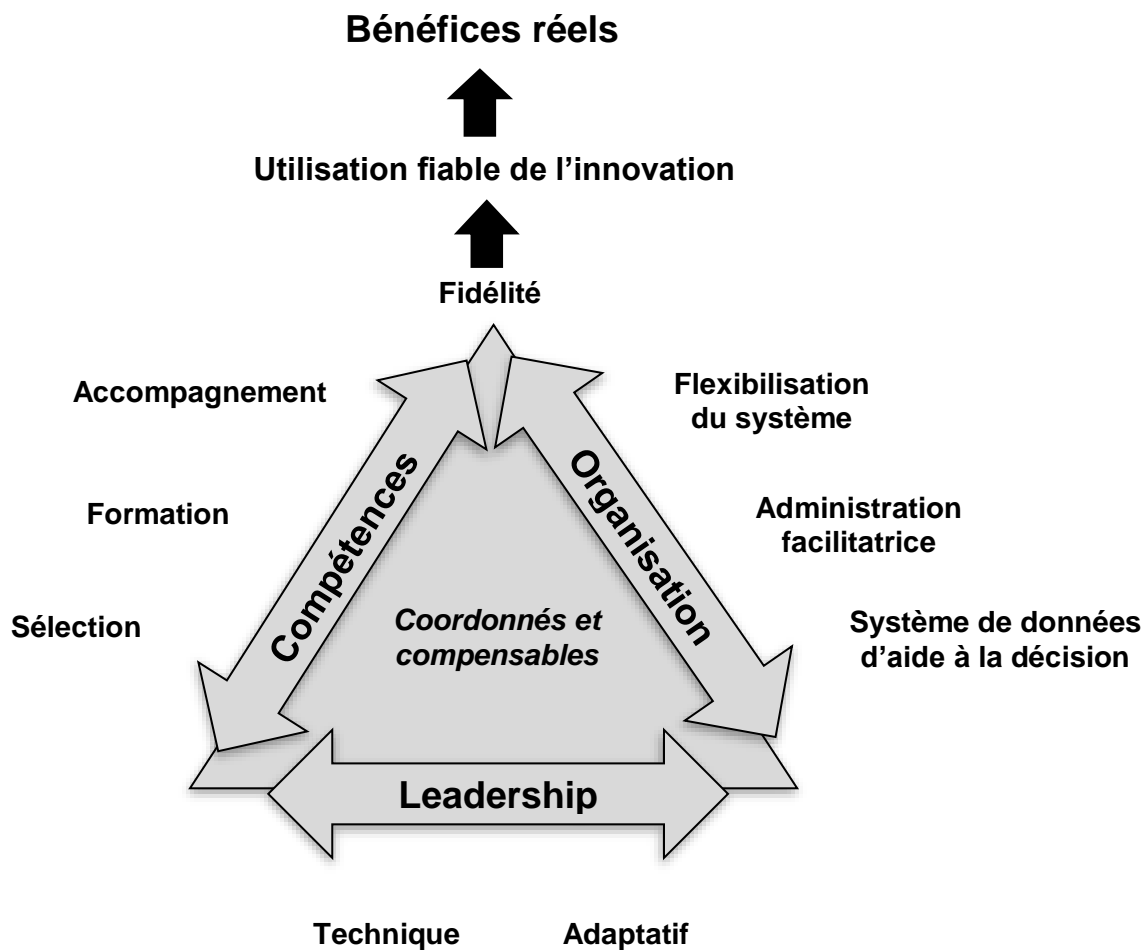 Bénéfices réels
Utilisation fiable de l’innovation
Fidélité
Accompagnement
Flexibilisation
du système
Formation
Administration
facilitatrice
Sélection
Système de données
d’aide à la décision
Compétences
Organisation
Coordonnés et
compensables
Leadership
Technique
Adaptatif